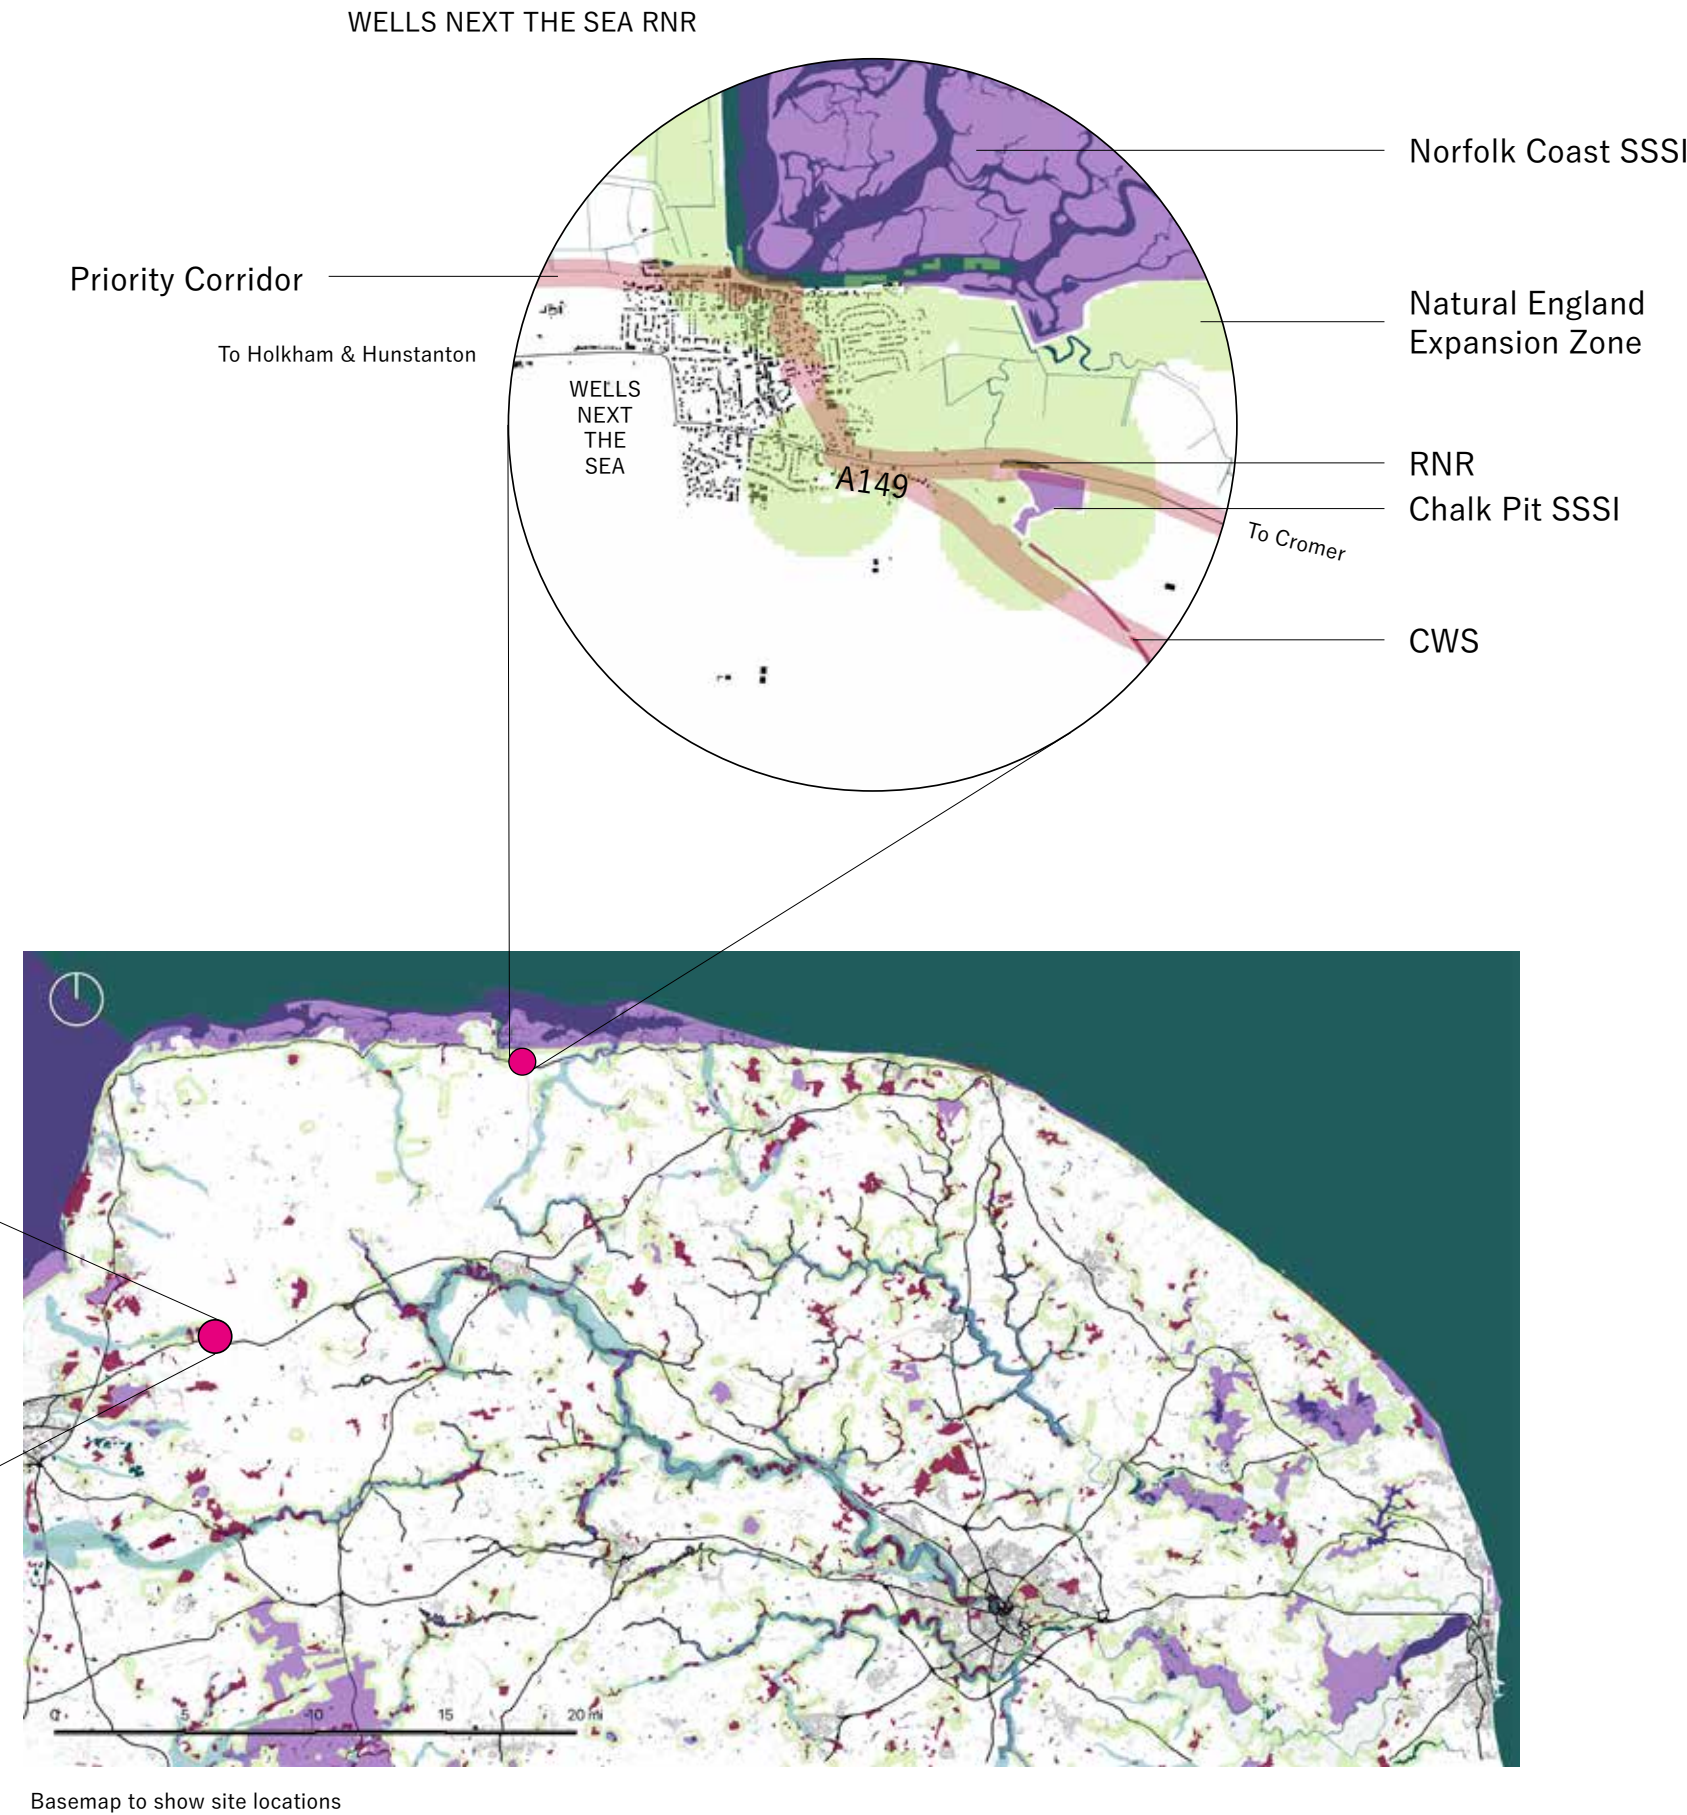 WELLS NEXT THE SEA RNR
Norfolk Coast SSSI
Priority Corridor
Natural England
Expansion Zone
To Holkham & Hunstanton
WELLS
NEXT
THE
SEA
A149
RNR
Chalk Pit SSSI
To Cromer
CWS
0 5 10 15 20 mi
Basemap to show site locations